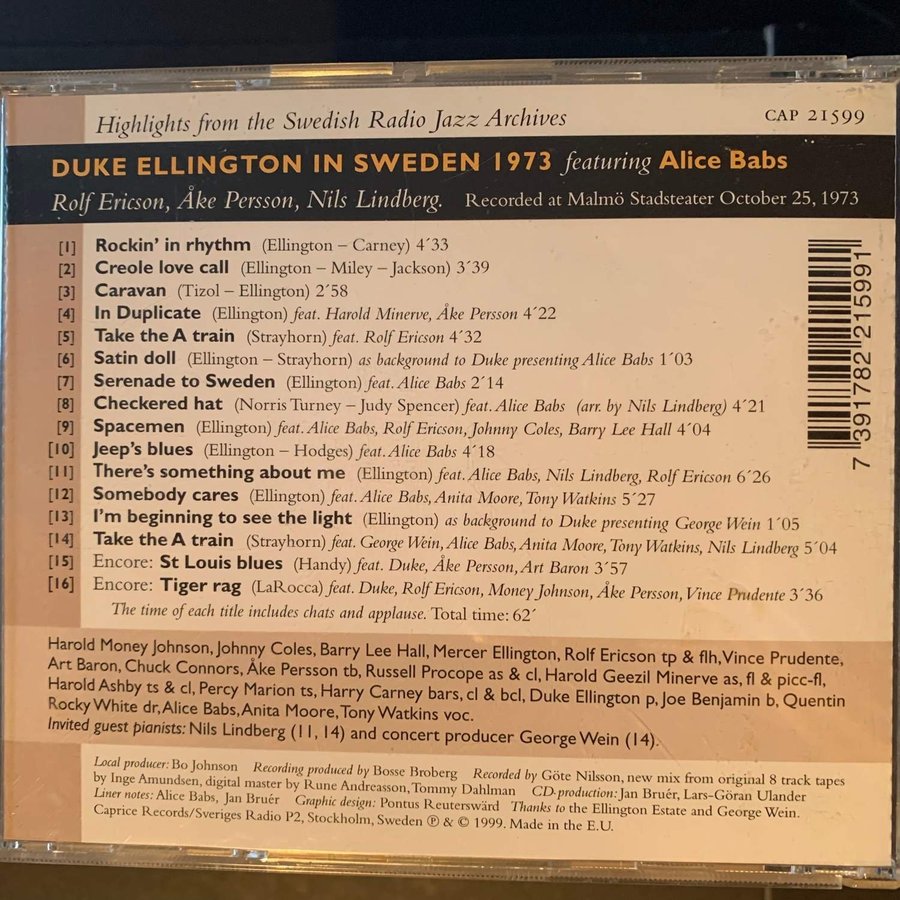 Highlights from the Swedish Radio Jazz Archives CAP 21599
DUKE ELLINGTON IN SWEDEN 1973 featuring Alice Babs
Rolf Ericson, Åke Persson, Nils Lindberg. Recorded at Malmö Stadsteater October 25, 1973
[1] Rockin' in rhythm (Ellington – Carney) 4´33
[2] Creole love call (Ellington – Miley – Jackson) 3´39
[3] Caravan (Tizol – Ellington) 2´58
[4] In Duplicate (Ellington) feat. Harold Minerve, Åke Persson 4´22
[5] Take the A train (Strayhorn) feat. Rolf Ericson 4´32
[6] Satin doll (Ellington – Strayhorn) as background to Duke presenting Alice Babs 1´03
[7] Serenade to Sweden (Ellington) feat. Alice Babs 2´14
[8] Checkered hat (Norris Turney – Judy Spencer) feat. Alice Babs (arr. by Nils Lindberg) 4´21
[9] Spacemen (Ellington) feat. Alice Babs, Rolf Ericson, Johnny Coles, Barry Lee Hall 4´04
[10] Jeep's blues (Ellington – Hodges) feat. Alice Babs 4´18
[11] There's something about me (Ellington) feat. Alice Babs, Nils Lindberg, Rolf Ericson 6´26
[12] Somebody cares (Ellington) feat. Alice Babs, Anita Moore, Tony Watkins 5´27
[13] I'm beginning to see the light (Ellington) as background to Duke presenting George Wein 1´05
[14] Take the A train (Strayhorn) feat. George Wein, Alice Babs, Anita Moore, Tony Watkins, Nils Lindberg 5´04
[15] Encore: St Louis blues (Handy) feat. Duke, Åke Persson, Art Baron 3´57
[16] Encore: Tiger rag (LaRocca) feat. Duke, Rolf Ericson, Money Johnson, Åke Persson, Vince Prudente 3´36
The time of each title includes chats and applause. Total time: 62´
7 391782 215991
Harold Money Johnson, Johnny Coles, Barry Lee Hall, Mercer Ellington, Rolf Ericson tp & flh, Vince Prudente,
Art Baron, Chuck Connors, Åke Persson tb, Russell Procope as & cl, Harold Geezil Minerve as, fl & picc-fl,
Harold Ashby ts & cl, Percy Marion ts, Harry Carney bars, cl & bcl, Duke Ellington p, Joe Benjamin b, Quentin
Rocky White dr, Alice Babs, Anita Moore, Tony Watkins voc.
Invited guest pianists: Nils Lindberg (11, 14) and concert producer George Wein (14).
Local producer: Bo Johnson Recording produced by Bosse Broberg Recorded by Göte Nilsson, new mix from original 8 track tapes
by Inge Amundsen, digital master by Rune Andreasson, Tommy Dahlman CD-production: Jan Bruér, Lars-Göran Ulander
Liner notes: Alice Babs, Jan Bruér Graphic design: Pontus Reuterswärd Thanks to the Ellington Estate and George Wein.
Caprice Records/Sveriges Radio P2, Stockholm, Sweden ℗ & © 1999. Made in the E.U.